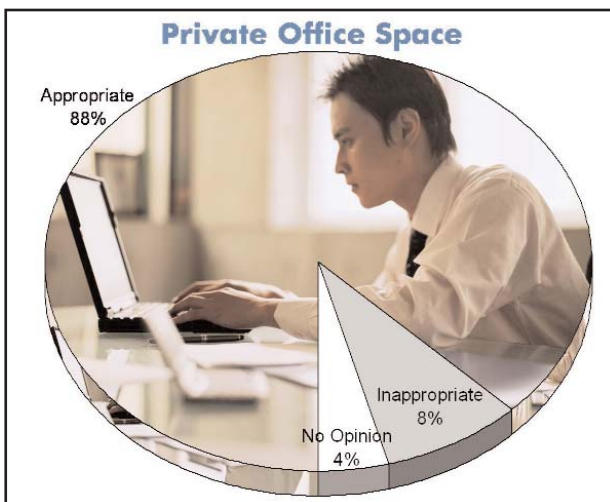 Private Office Space
Appropriate
88%
Inappropriate
8%
No Opinion
4%